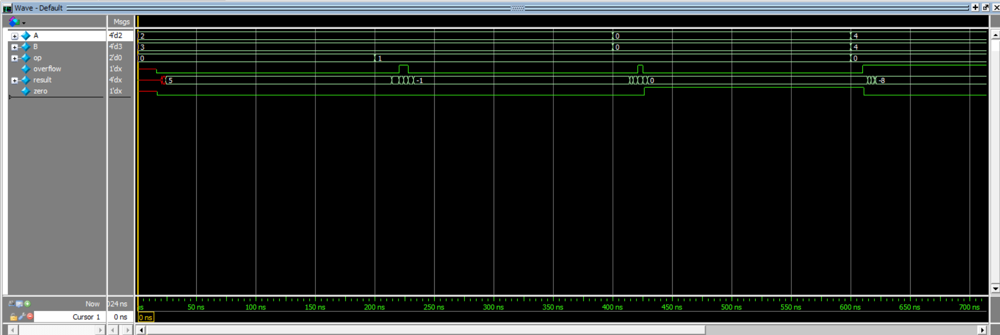 Wave - Default
Msgs
A 4'd2 2 0 4
B 4'd3 3 0 4
op 2'd0 0 1 0
overflow 1'dx
result 4'dx 5 -1 0 -8
zero 1'dx
Now 024 ns ns 50 ns 100 ns 150 ns 200 ns 250 ns 300 ns 350 ns 400 ns 450 ns 500 ns 550 ns 600 ns 650 ns 700 ns
Cursor 1 0 ns 0 ns